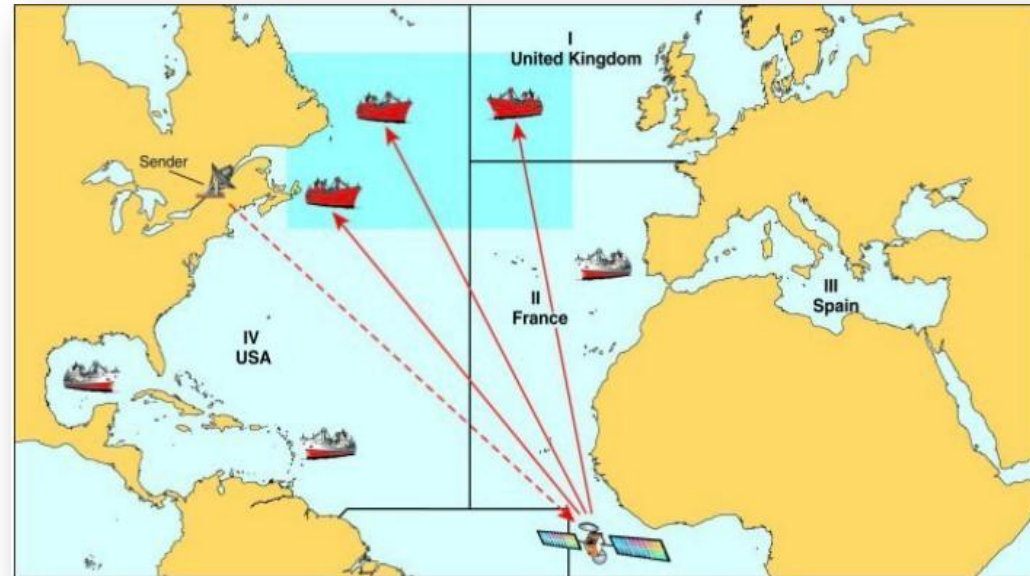 I
United Kingdom
Sender
II
France
III
Spain
IV
USA